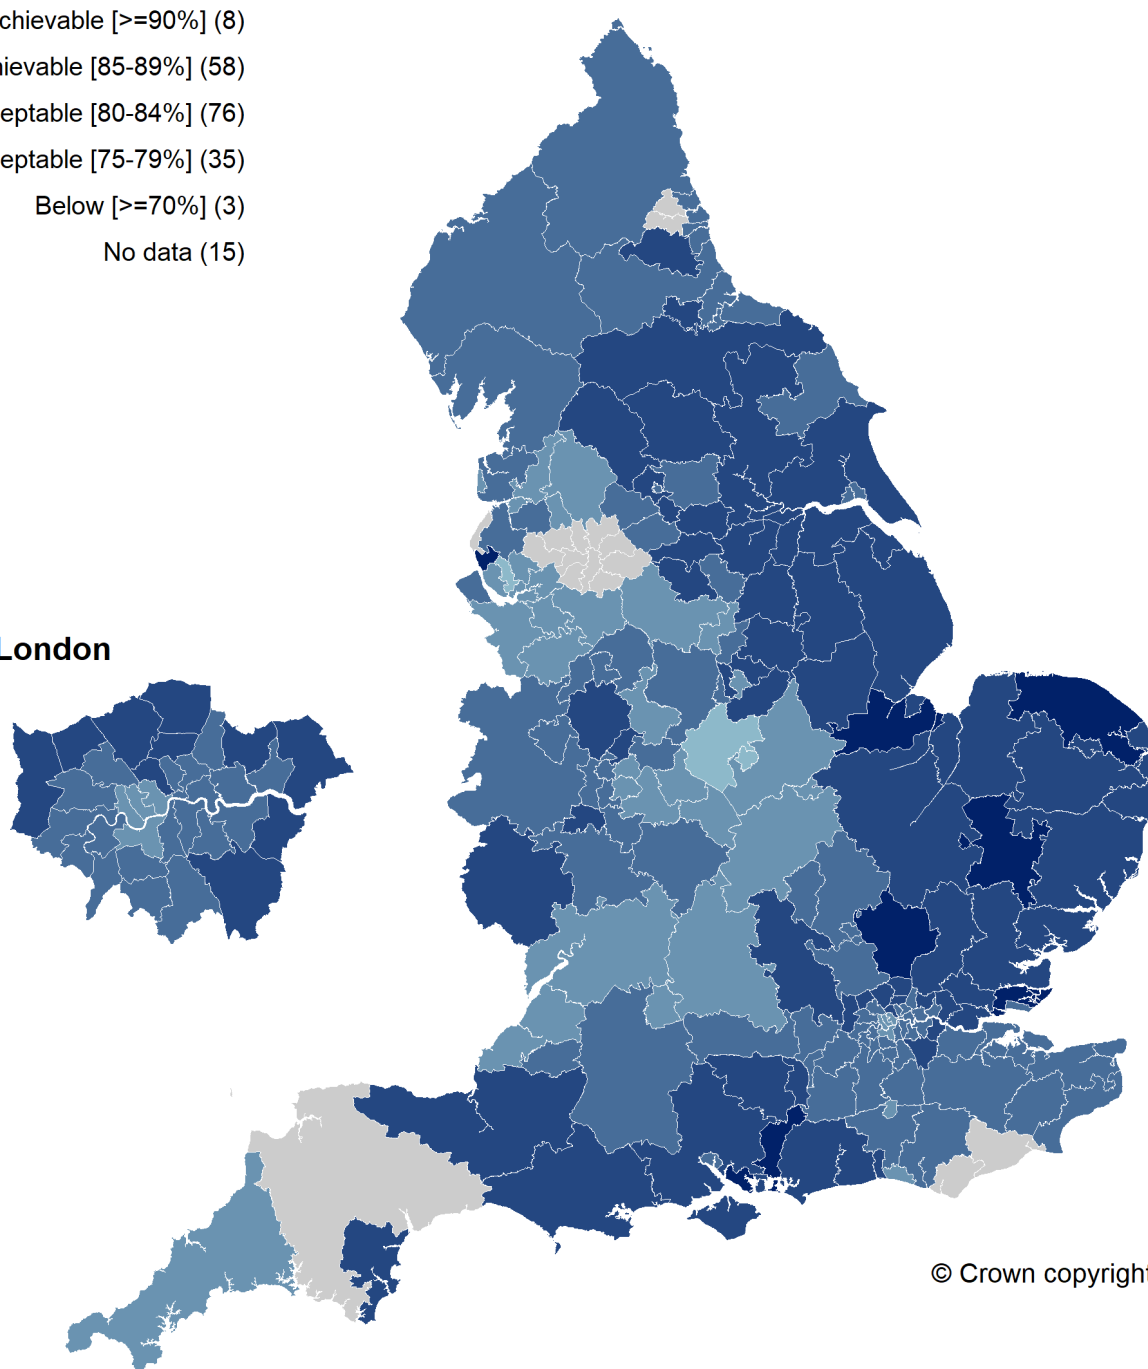 chievable [>=90%] (8)
ievable [85-89%] (58)
eptable [80-84%] (76)
eptable [75-79%] (35)
Below [>=70%] (3)
No data (15)
London
© Crown copyright